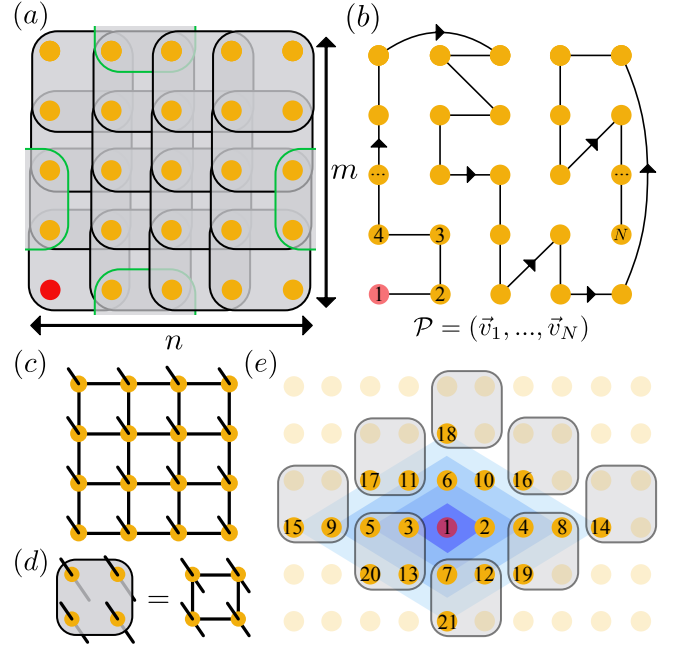 (a)
m
n
(b)
... ...
4 3 N
1 2
𝒫 = (v⃗₁, ..., v⃗_N)
(c)
(d)
=
(e)
18
17 11 6 10 16
15 9 5 3 1 2 4 8 14
20 13 7 12 19
21